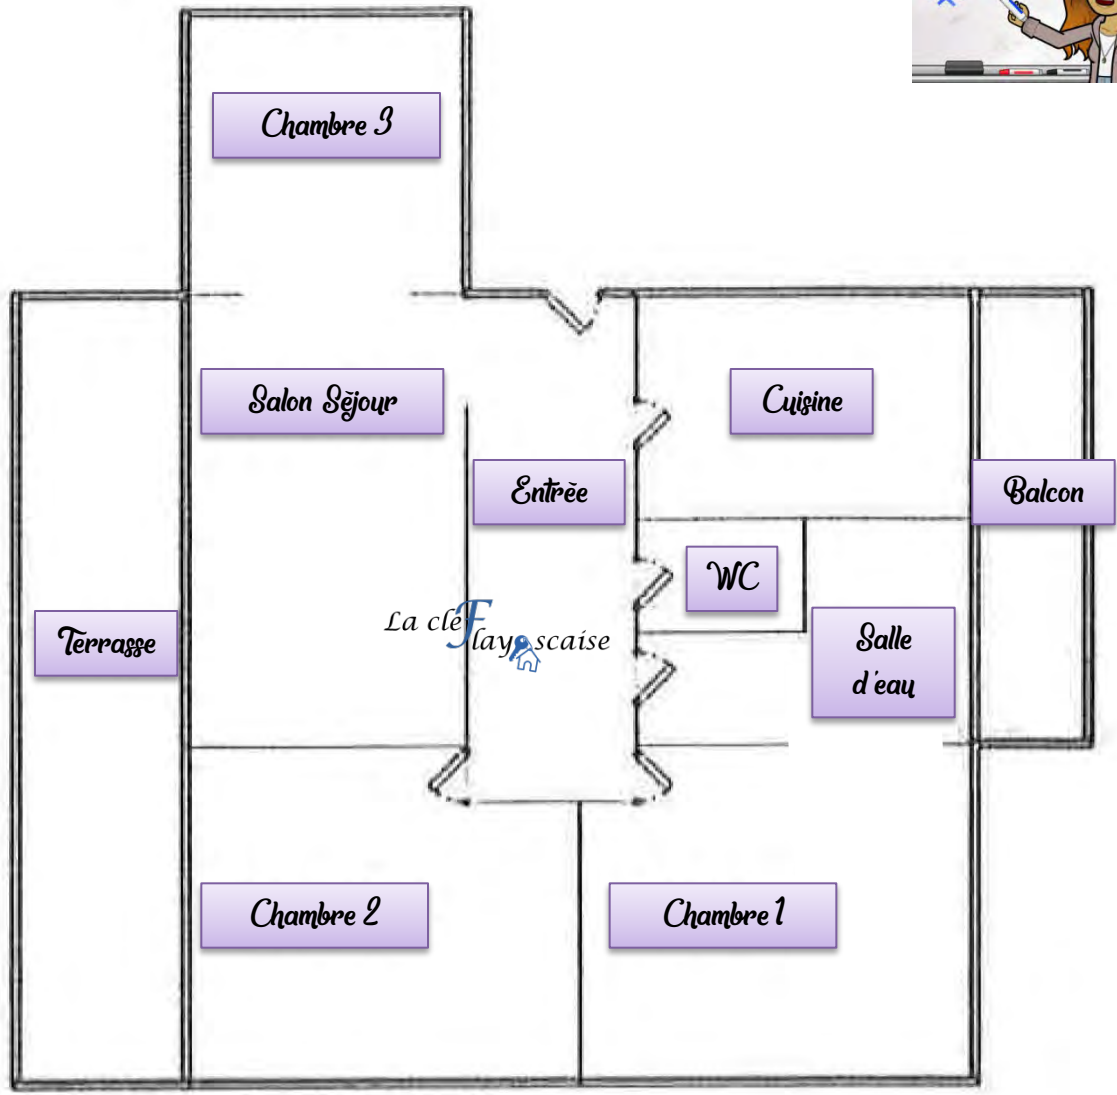 Chambre 3
Salon Séjour
Cuisine
Entrée
Balcon
WC
La clé Flayoscaise
Terrasse
Salle
d'eau
Chambre 2
Chambre 1